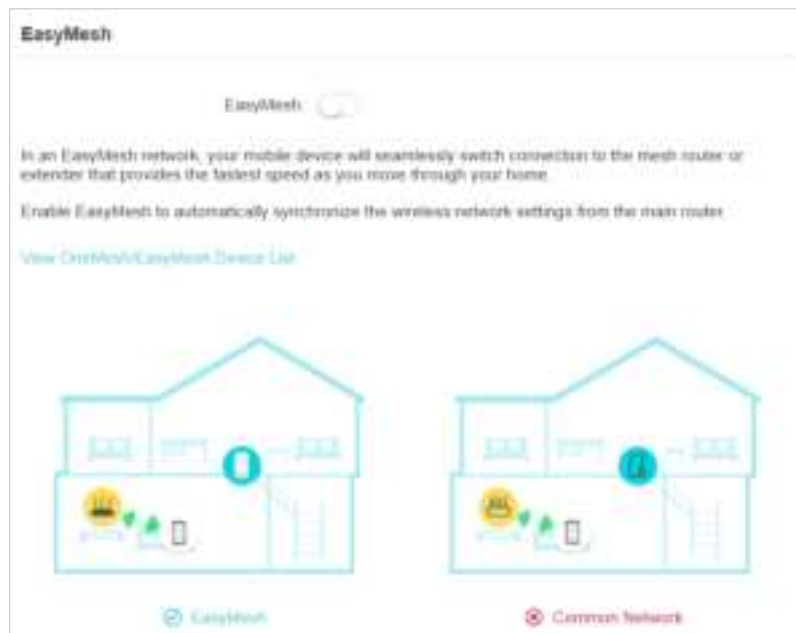 EasyMesh
EasyMesh
In an EasyMesh network, your mobile device will seamlessly switch connection to the mesh router or
extender that provides the fastest speed as you move through your home.
Enable EasyMesh to automatically synchronize the wireless network settings from the main router.
View OneMesh/EasyMesh Device List
EasyMesh
Common Network